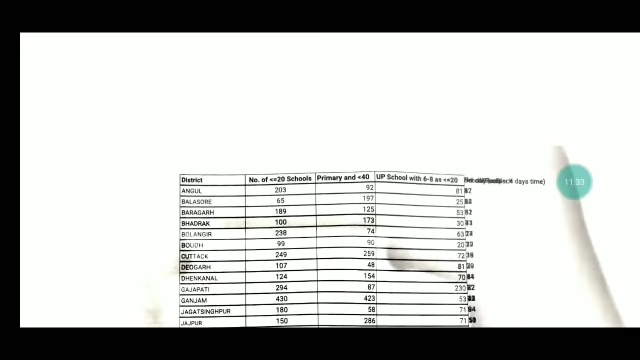 District No. of <=20 Schools Primary and <40 UP School with 6-8 as <=20 days time)
11:33
ANGUL 203 92 81
BALASORE 65 197 25
BARAGARH 189 125 53
BHADRAK 100 173 30
BOLANGIR 238 74 63
BOUDH 99 90 20
CUTTACK 249 259 72
DEOGARH 107 48 81
DHENKANAL 124 154 70
GAJAPATI 294 87 230
GANJAM 430 423 53
JAGATSINGHPUR 180 58 71
JAJPUR 150 286 71